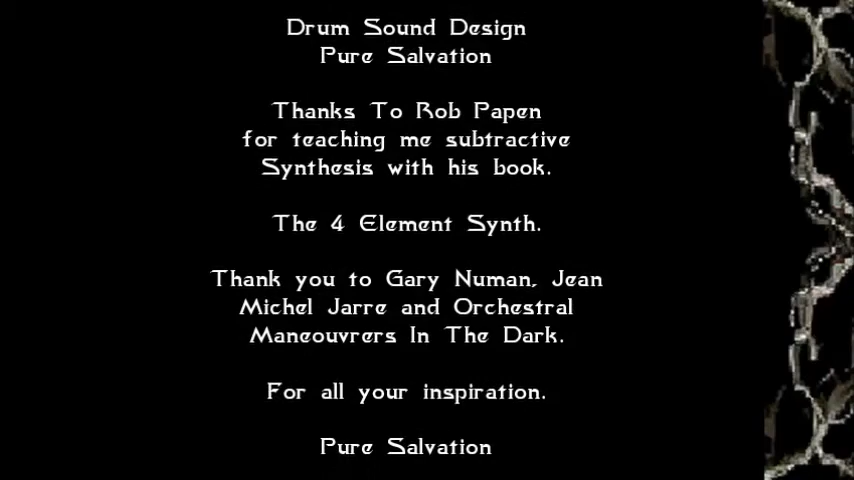 Drum Sound Design
Pure Salvation
Thanks To Rob Papen
for teaching me subtractive
Synthesis with his book.
The 4 Element Synth.
Thank you to Gary Numan, Jean
Michel Jarre and Orchestral
Maneouvrers In The Dark.
For all your inspiration.
Pure Salvation